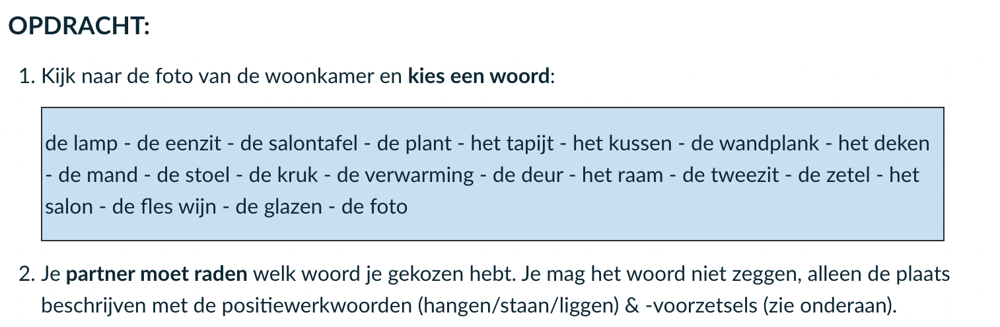 OPDRACHT:
1. Kijk naar de foto van de woonkamer en kies een woord:
de lamp - de eenzit - de salontafel - de plant - het tapijt - het kussen - de wandplank - het deken
- de mand - de stoel - de kruk - de verwarming - de deur - het raam - de tweezit - de zetel - het
salon - de fles wijn - de glazen - de foto
2. Je partner moet raden welk woord je gekozen hebt. Je mag het woord niet zeggen, alleen de plaats
beschrijven met de positiewerkwoorden (hangen/staan/liggen) & -voorzetsels (zie onderaan).